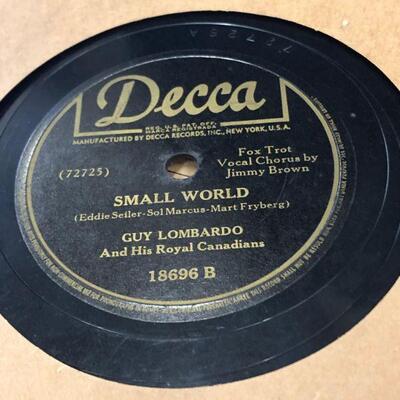 72725A
Decca
REG. U.S. PAT. OFF.
MARCA REGISTRADA
MANUFACTURED BY DECCA RECORDS, INC., NEW YORK, U.S.A.
Fox Trot
Vocal Chorus by
Jimmy Brown
(72725)
SMALL WORLD
(Eddie Seiler-Sol Marcus-Mart Fryberg)
GUY LOMBARDO
And His Royal Canadians
18696 B